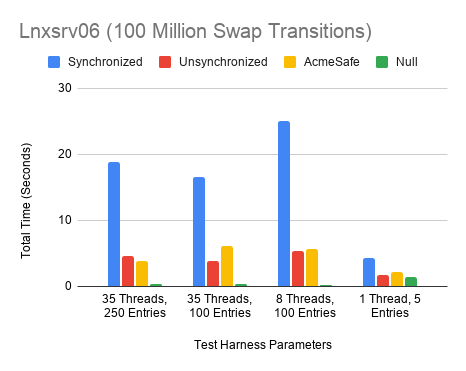 Lnxsrv06 (100 Million Swap Transitions)
Synchronized Unsynchronized AcmeSafe Null
Total Time (Seconds)
30
20
10
0
35 Threads, 250 Entries
35 Threads, 100 Entries
8 Threads, 100 Entries
1 Thread, 5 Entries
Test Harness Parameters